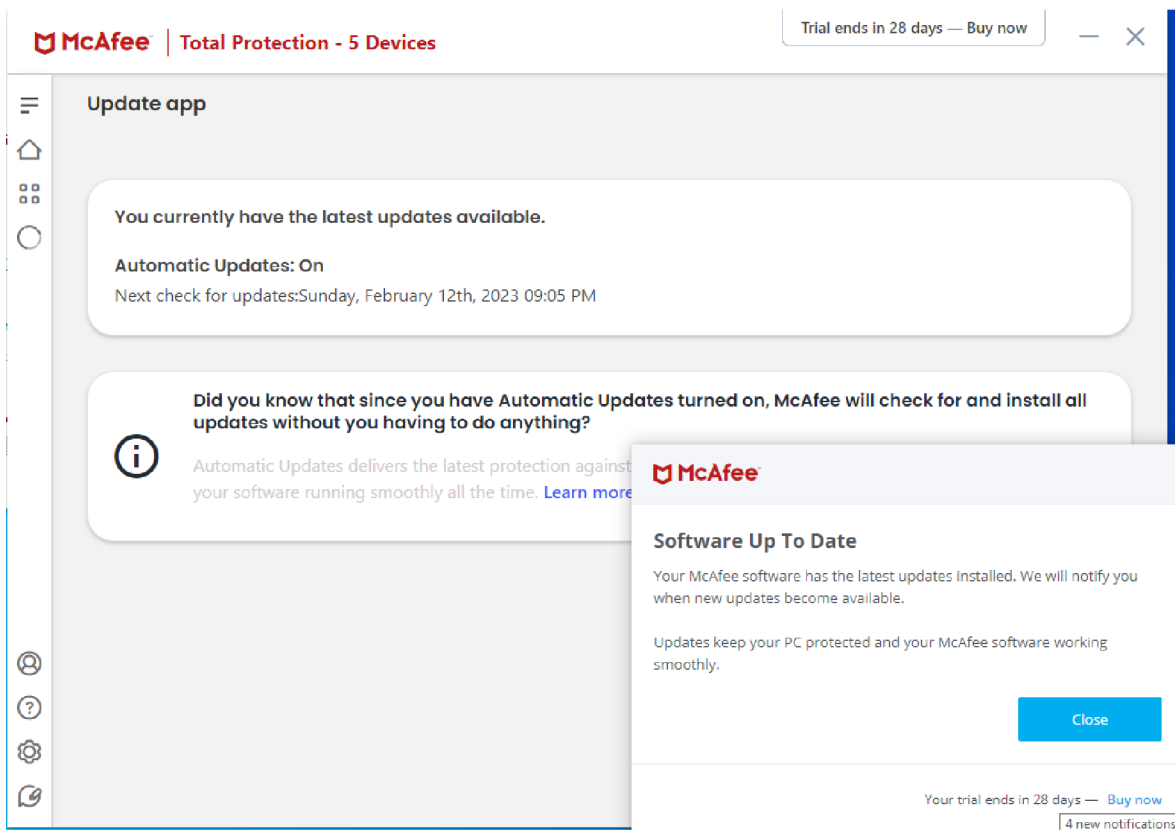 McAfee Total Protection - 5 Devices
Trial ends in 28 days — Buy now
Update app
You currently have the latest updates available.
Automatic Updates: On
Next check for updates:Sunday, February 12th, 2023 09:05 PM
Did you know that since you have Automatic Updates turned on, McAfee will check for and install all
updates without you having to do anything?
Automatic Updates delivers the latest protection against
your software running smoothly all the time. Learn more
McAfee
Software Up To Date
Your McAfee software has the latest updates installed. We will notify you
when new updates become available.
Updates keep your PC protected and your McAfee software working
smoothly.
Close
Your trial ends in 28 days — Buy now
4 new notifications